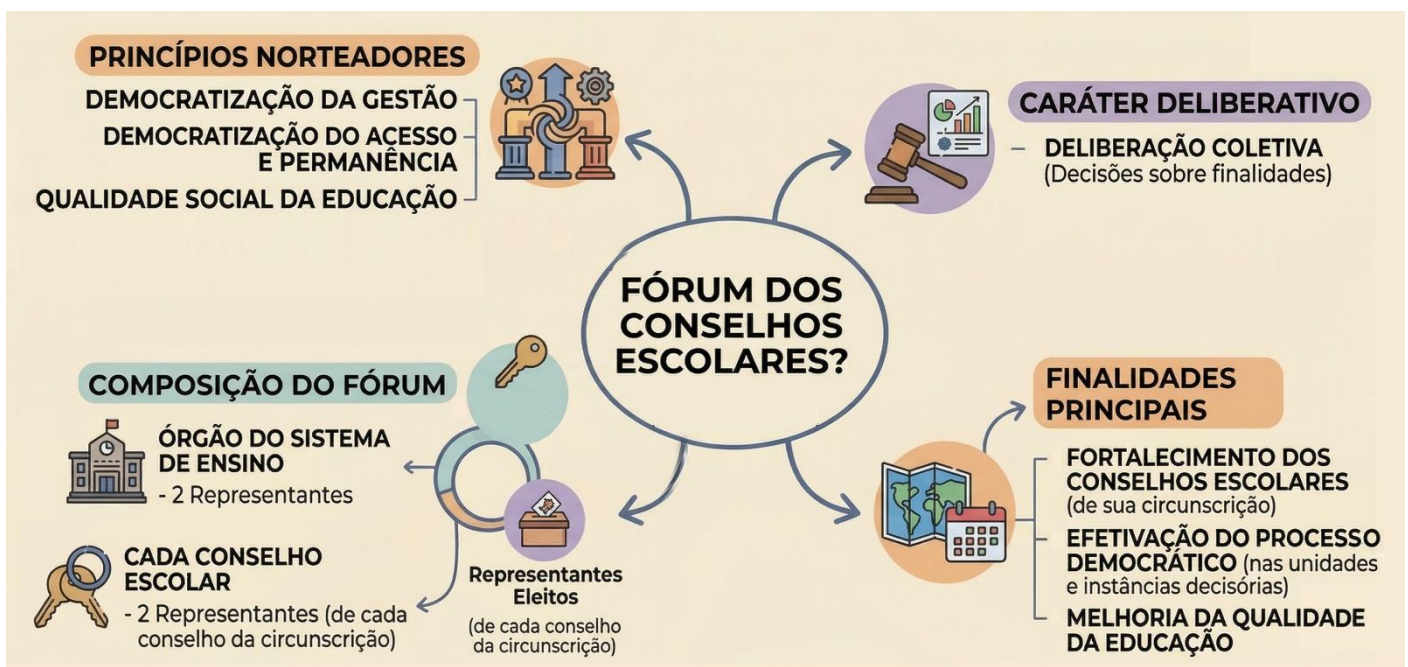 PRINCÍPIOS NORTEADORES
DEMOCRATIZAÇÃO DA GESTÃO
DEMOCRATIZAÇÃO DO ACESSO
E PERMANÊNCIA
QUALIDADE SOCIAL DA EDUCAÇÃO
CARÁTER DELIBERATIVO
- DELIBERAÇÃO COLETIVA
(Decisões sobre finalidades)
FÓRUM DOS
CONSELHOS
ESCOLARES?
COMPOSIÇÃO DO FÓRUM
ÓRGÃO DO SISTEMA
DE ENSINO
- 2 Representantes
CADA CONSELHO
ESCOLAR
- 2 Representantes (de cada
conselho da circunscrição)
Representantes
Eleitos
(de cada conselho
da circunscrição)
FINALIDADES
PRINCIPAIS
FORTALECIMENTO DOS
CONSELHOS ESCOLARES
(de sua circunscrição)
EFETIVAÇÃO DO PROCESSO
DEMOCRÁTICO (nas unidades
e instâncias decisórias)
MELHORIA DA QUALIDADE
DA EDUCAÇÃO